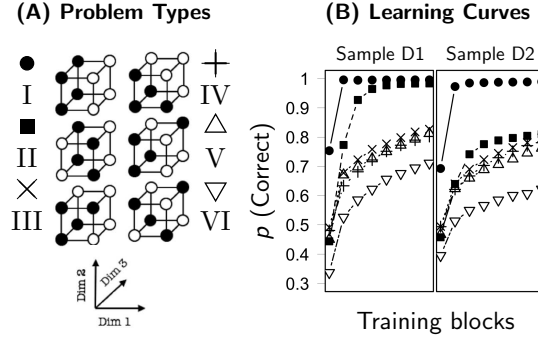 (A) Problem Types
I
II
III
IV
V
VI
Dim 1
Dim 2
Dim 3
(B) Learning Curves
Sample D1
Sample D2
p (Correct)
1
0.9
0.8
0.7
0.6
0.5
0.4
0.3
Training blocks